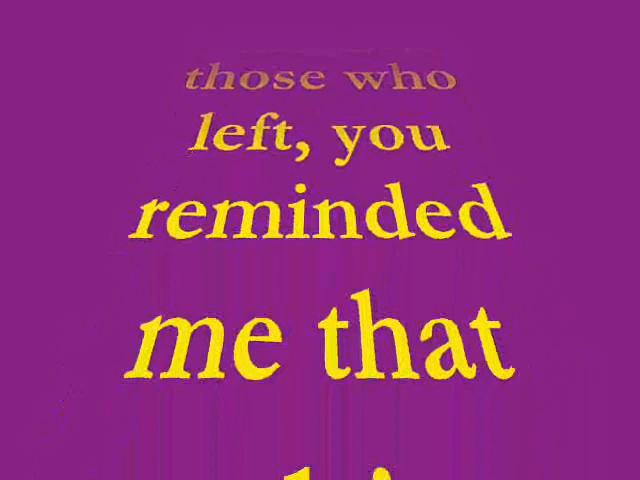 those who
left, you
reminded
me that